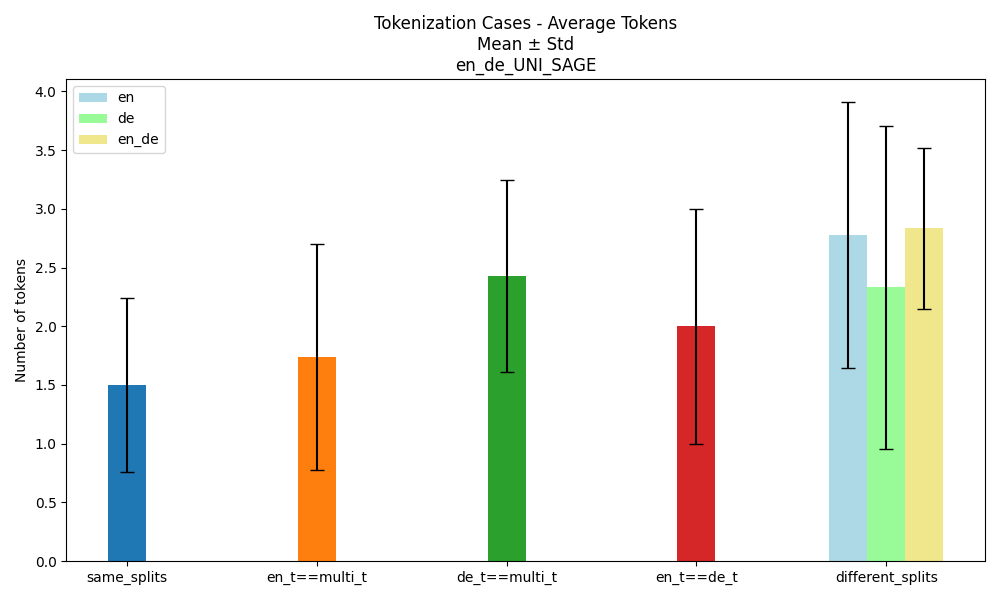 Tokenization Cases - Average Tokens
Mean ± Std
en_de_UNI_SAGE
en
de
en_de
Number of tokens
4.0
3.5
3.0
2.5
2.0
1.5
1.0
0.5
0.0
same_splits
en_t==multi_t
de_t==multi_t
en_t==de_t
different_splits